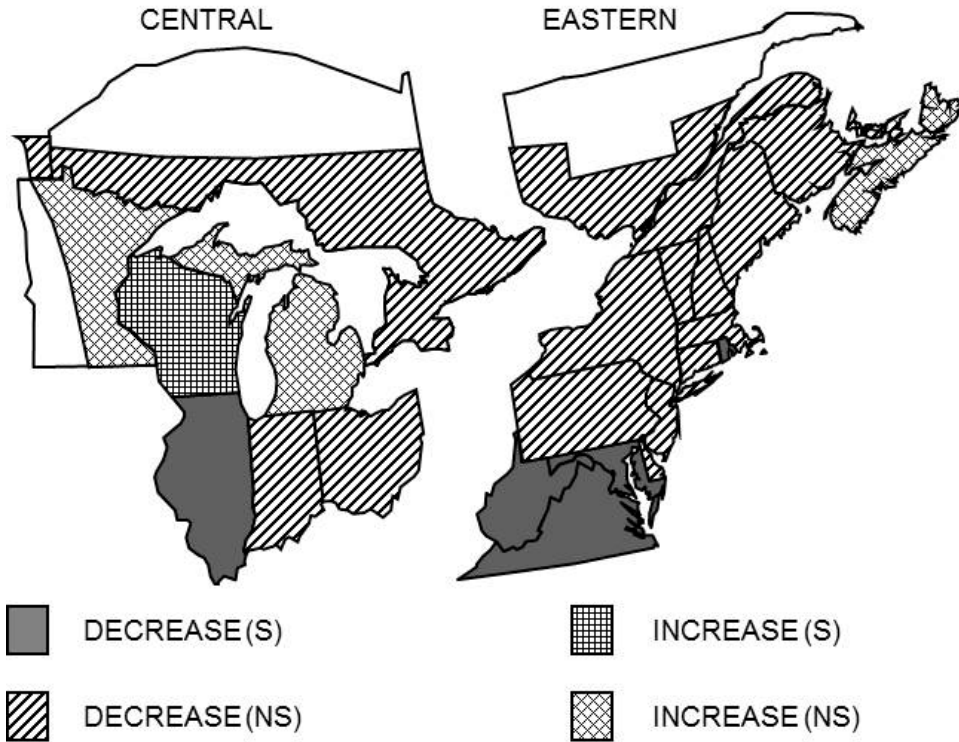 CENTRAL
EASTERN
DECREASE (S)
INCREASE (S)
DECREASE (NS)
INCREASE (NS)